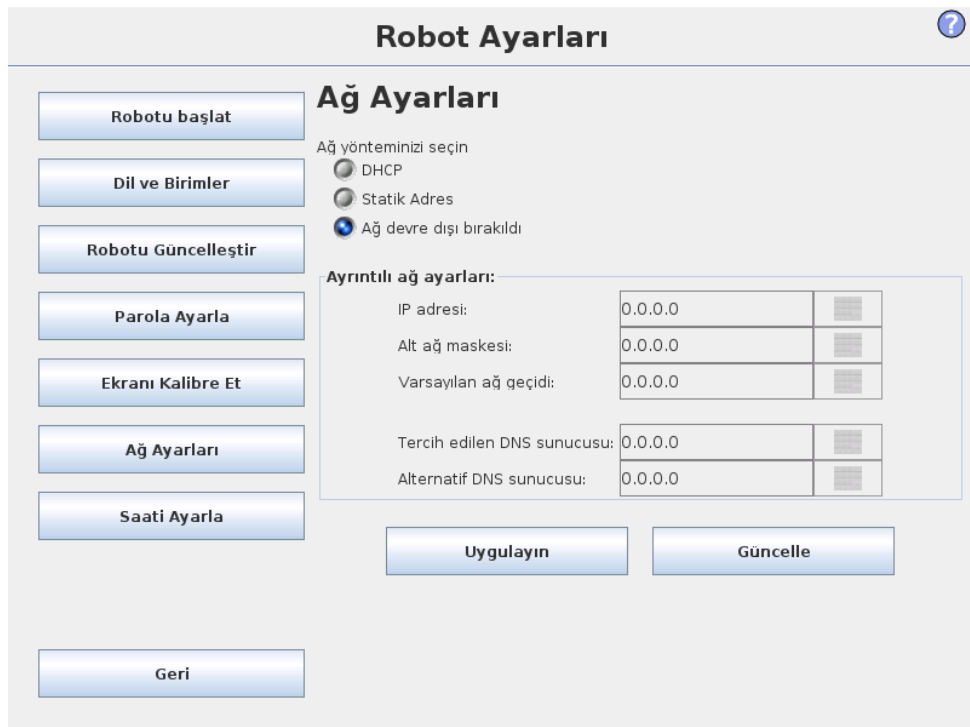 Robot Ayarları
?
Robotu başlat
Dil ve Birimler
Robotu Güncelleştir
Parola Ayarla
Ekranı Kalibre Et
Ağ Ayarları
Saati Ayarla
Geri
Ağ Ayarları
Ağ yönteminizi seçin
DHCP
Statik Adres
Ağ devre dışı bırakıldı
Ayrıntılı ağ ayarları:
IP adresi: 0.0.0.0
Alt ağ maskesi: 0.0.0.0
Varsayılan ağ geçidi: 0.0.0.0
Tercih edilen DNS sunucusu: 0.0.0.0
Alternatif DNS sunucusu: 0.0.0.0
Uygulayın
Güncelle